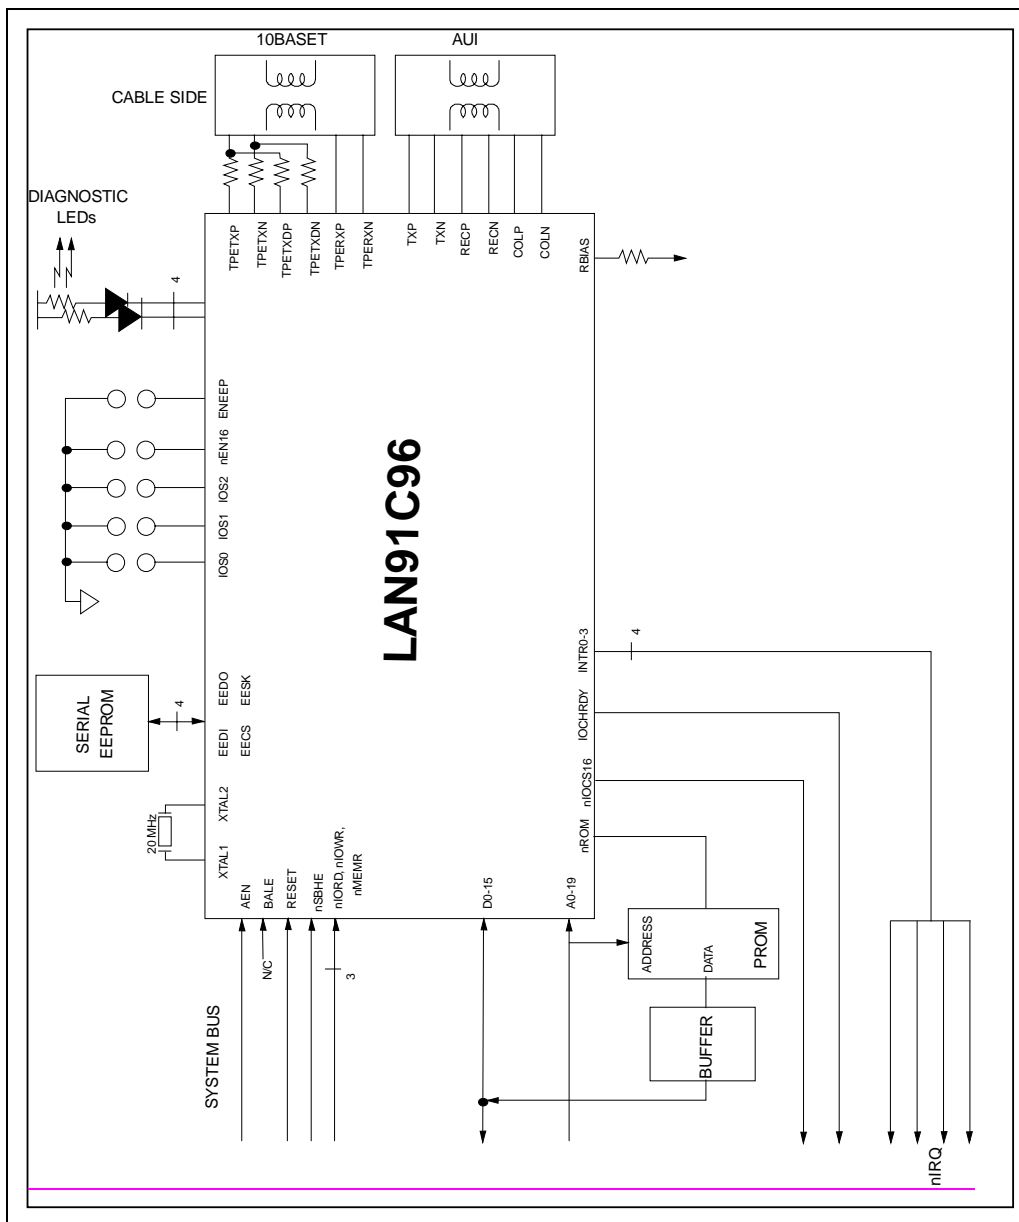 10BASET
AUI
CABLE SIDE
DIAGNOSTIC
LEDs
4
TPETXP
TPETXN
TPETXDP
TPETXDN
TPERXP
TPERXN
TXP
TXN
RECP
RECN
COLP
COLN
RBIAS
ENEEP
nEN16
IOS2
IOS1
IOS0
LAN91C96
SERIAL
EEPROM
4
EEDO
EESK
EEDI
EECS
20 MHz
XTAL2
XTAL1
INTR0-3
4
IOCHRDY
nIOCS16
nROM
AEN
BALE
RESET
nSBHE
nIORD, nIOWR,
nMEMR
D0-15
A0-19
N/C
3
SYSTEM BUS
ADDRESS
DATA
PROM
BUFFER
nIRQ